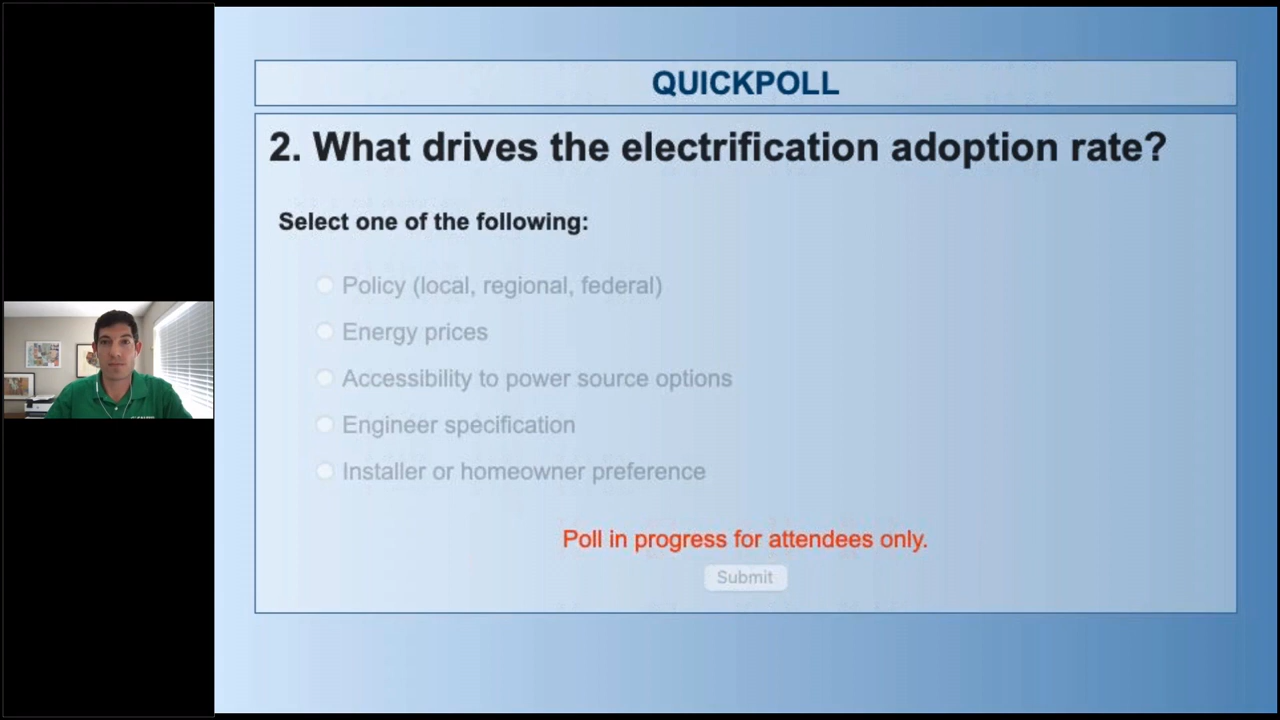 QUICKPOLL
2. What drives the electrification adoption rate?
Select one of the following:
Policy (local, regional, federal)
Energy prices
Accessibility to power source options
Engineer specification
Installer or homeowner preference
Poll in progress for attendees only.
Submit